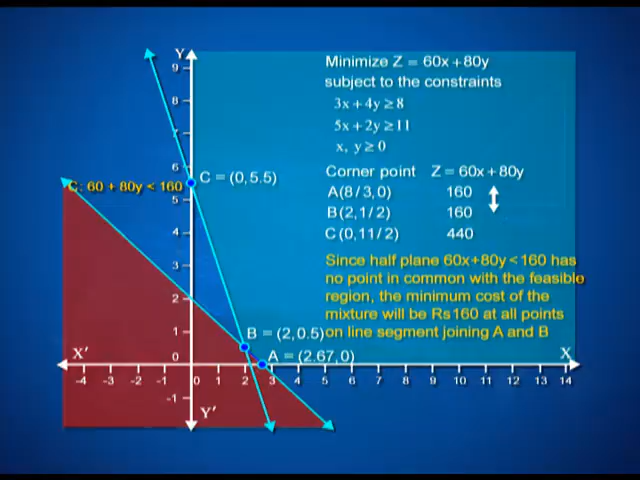 Minimize Z = 60x+80y
subject to the constraints
3x + 4y ≥ 8
5x + 2y ≥ 11
x, y ≥ 0
Corner point Z = 60x+80y
A(8/3,0) 160
B(2,1/2) 160
C(0,11/2) 440
Since half plane 60x+80y<160 has
no point in common with the feasible
region, the minimum cost of the
mixture will be Rs160 at all points
on line segment joining A and B
Y
9
8
7
6
C: 60 + 80y < 160
C = (0,5.5)
5
4
3
2
1
B = (2,0.5)
0
A = (2.67,0)
X'
X
-4 -3 -2 -1 0 1 2 3 4 5 6 7 8 9 10 11 12 13 14
-1
Y'